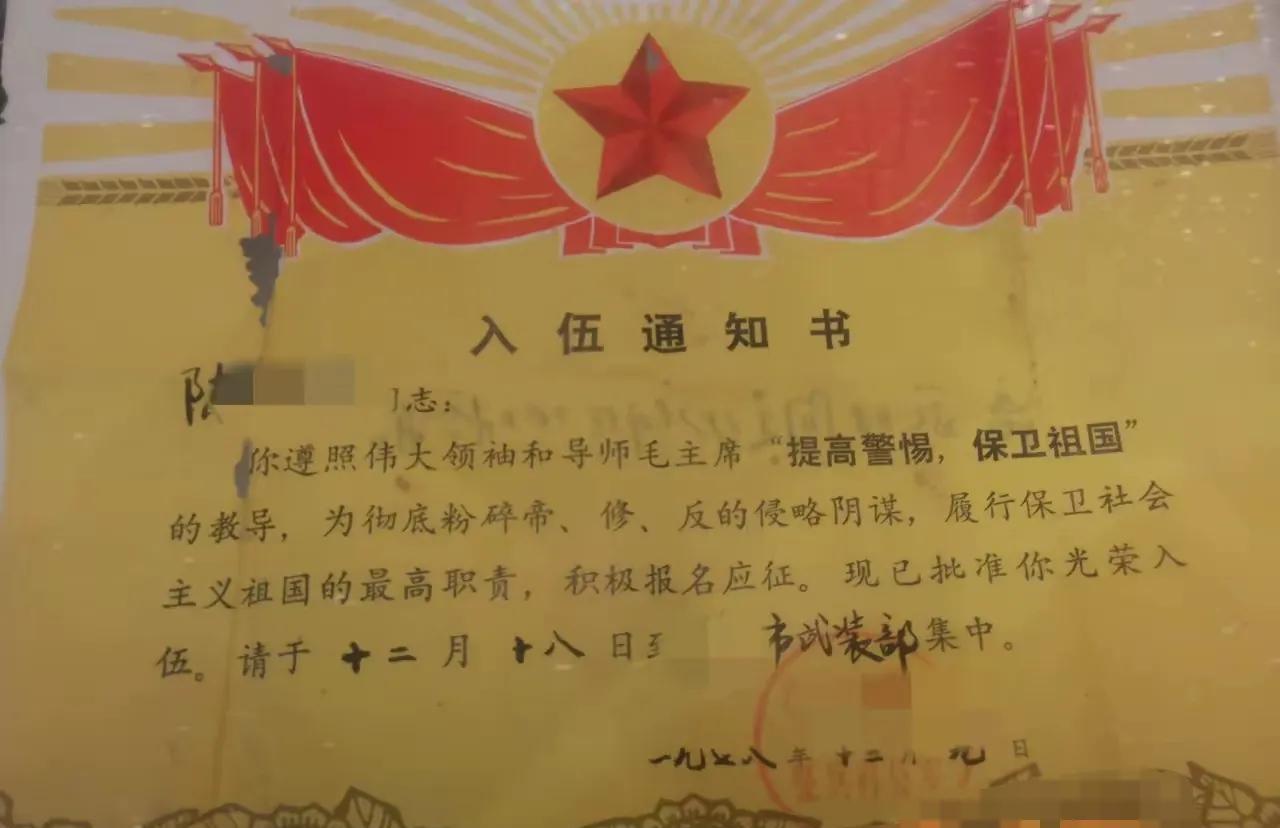 入伍通知书
志：
你遵照伟大领袖和导师毛主席“提高警惕，保卫祖国”
的教导，为彻底粉碎帝、修、反的侵略阴谋，履行保卫社会
主义祖国的最高职责，积极报名应征。现已批准你光荣入
伍。请于十二月十八日至 市武装部集中。
一九七八年十二月 九日